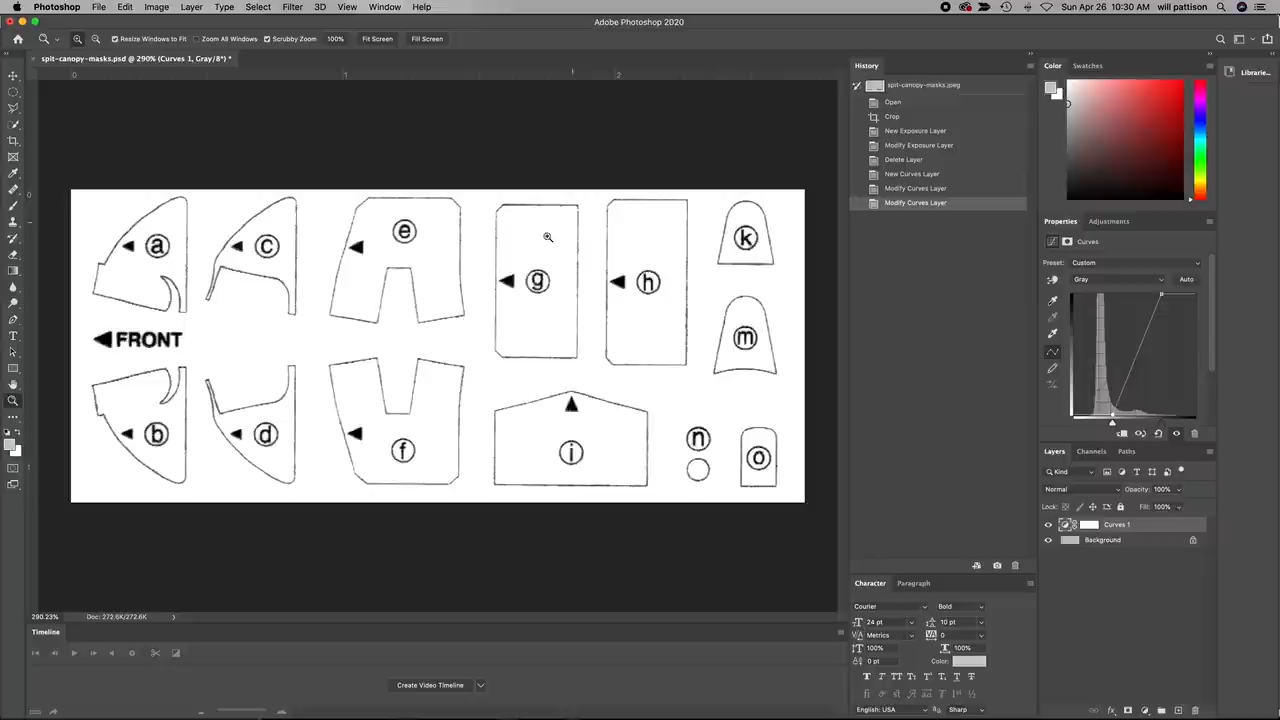 Photoshop File Edit Image Layer Type Select Filter 3D View Window Help Sun Apr 26 10:30 AM will pattison
Adobe Photoshop 2020
Resize Windows to Fit Zoom All Windows Scrubby Zoom 100% Fit Screen Fill Screen
spit-canopy-masks.psd @ 290% (Curves 1, Gray/8*) *
0 1 2
a c e g h k
m
FRONT
b d f i n o
290.23% Doc: 272.6K/272.6K
Timeline
Create Video Timeline
History
spit-canopy-masks.jpeg
Open
Crop
New Exposure Layer
Modify Exposure Layer
Delete Layer
New Curves Layer
Modify Curves Layer
Modify Curves Layer
Character Paragraph
Courier Bold
24 pt 10 pt
Metrics 0
100% 100%
0 pt Color:
English: USA Sharp
Color Swatches
Librarie...
Properties Adjustments
Curves
Preset: Custom
Gray Auto
Layers Channels Paths
Kind
Normal Opacity: 100%
Lock: Fill: 100%
Curves 1
Background